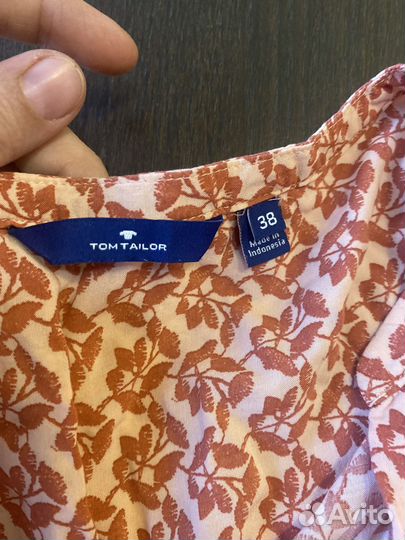 TOM TAILOR
38
Made in
Indonesia
Avito